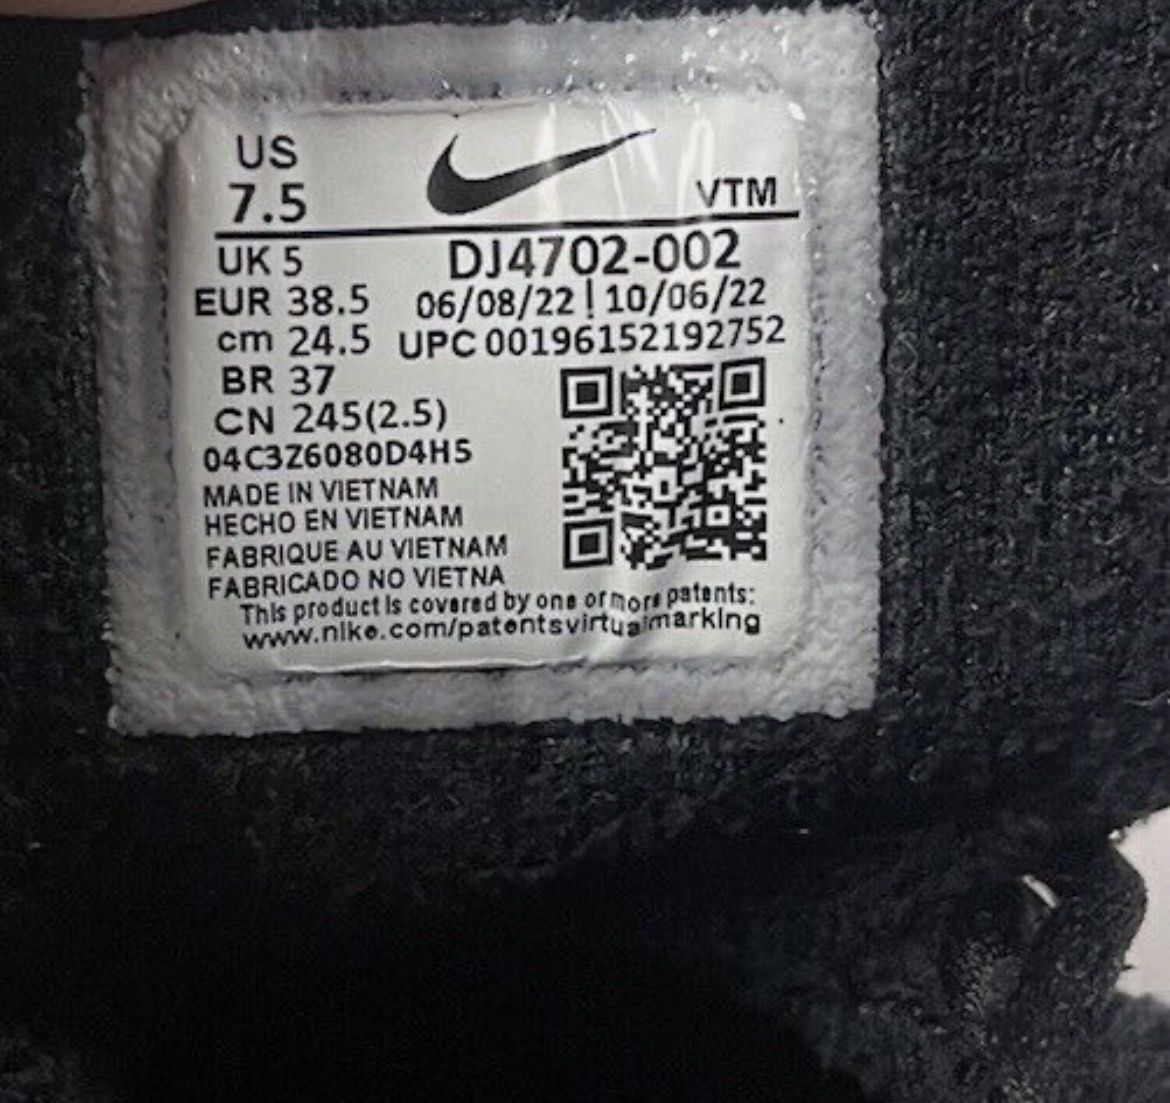 US
7.5
VTM
UK 5
DJ4702-002
EUR 38.5
06/08/22 | 10/06/22
cm 24.5
UPC 00196152192752
BR 37
CN 245(2.5)
04C3Z6080D4H5
MADE IN VIETNAM
HECHO EN VIETNAM
FABRIQUE AU VIETNAM
FABRICADO NO VIETNA
This product is covered by one or more patents:
www.nike.com/patentsvirtualmarking